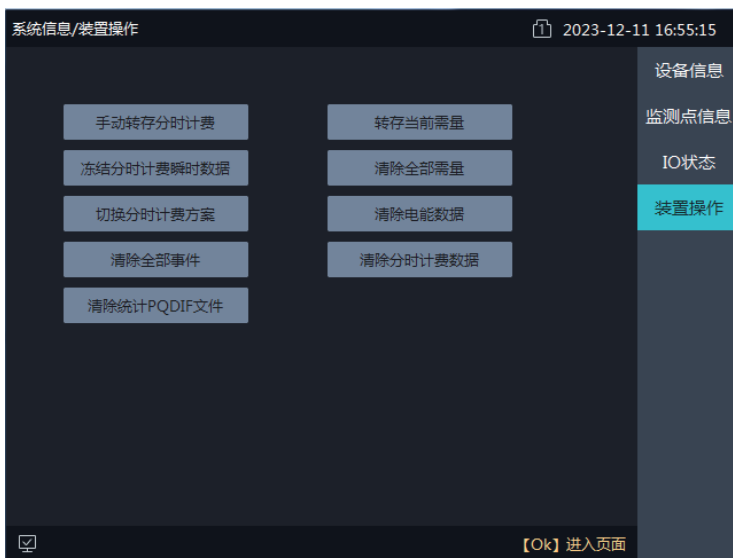 系统信息/装置操作
1 2023-12-11 16:55:15
设备信息
监测点信息
IO状态
装置操作
手动转存分时计费 转存当前需量
冻结分时计费瞬时数据 清除全部需量
切换分时计费方案 清除电能数据
清除全部事件 清除分时计费数据
清除统计PQDIF文件
【Ok】进入页面